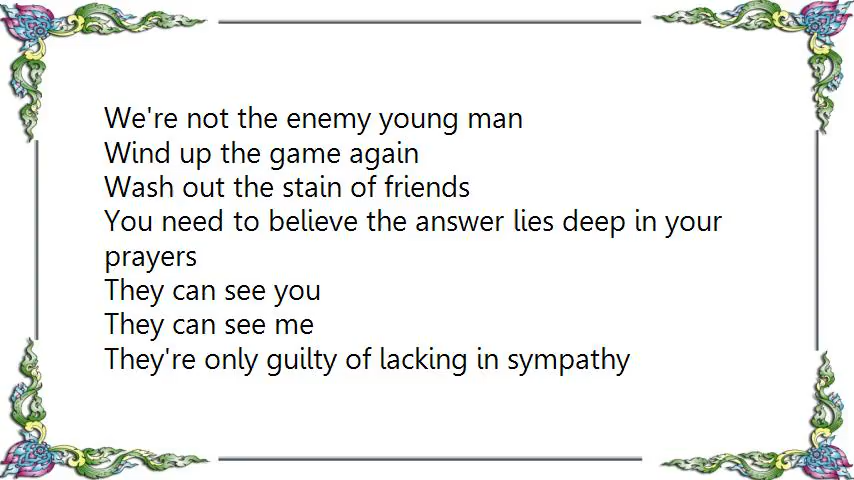 We're not the enemy young man
Wind up the game again
Wash out the stain of friends
You need to believe the answer lies deep in your
prayers
They can see you
They can see me
They're only guilty of lacking in sympathy